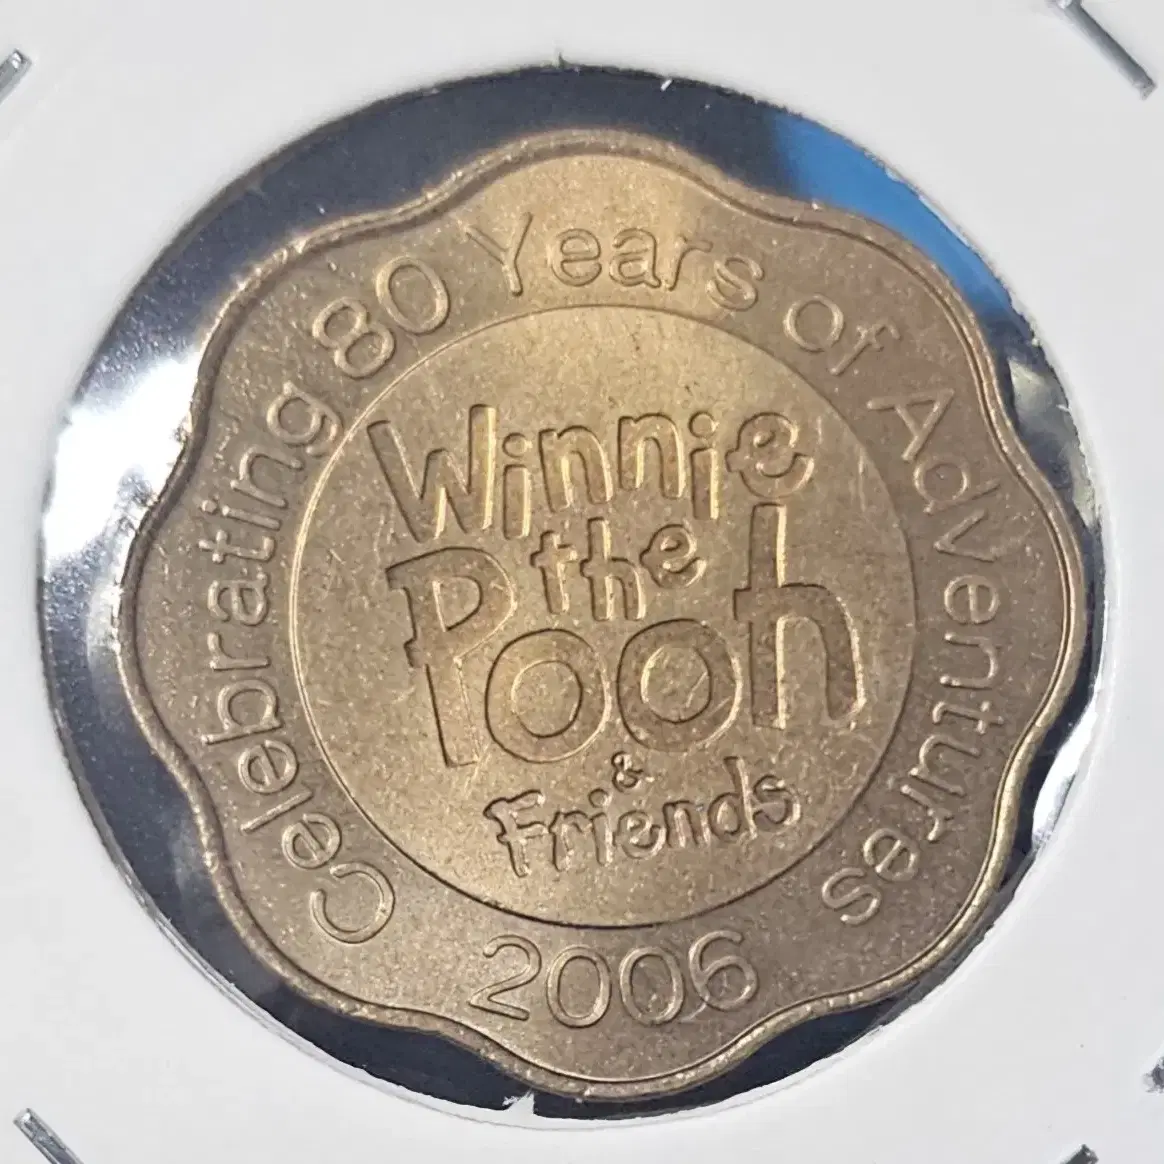 Celebrating 80 Years of Adventures
Winnie
the
Pooh
&
Friends
2006